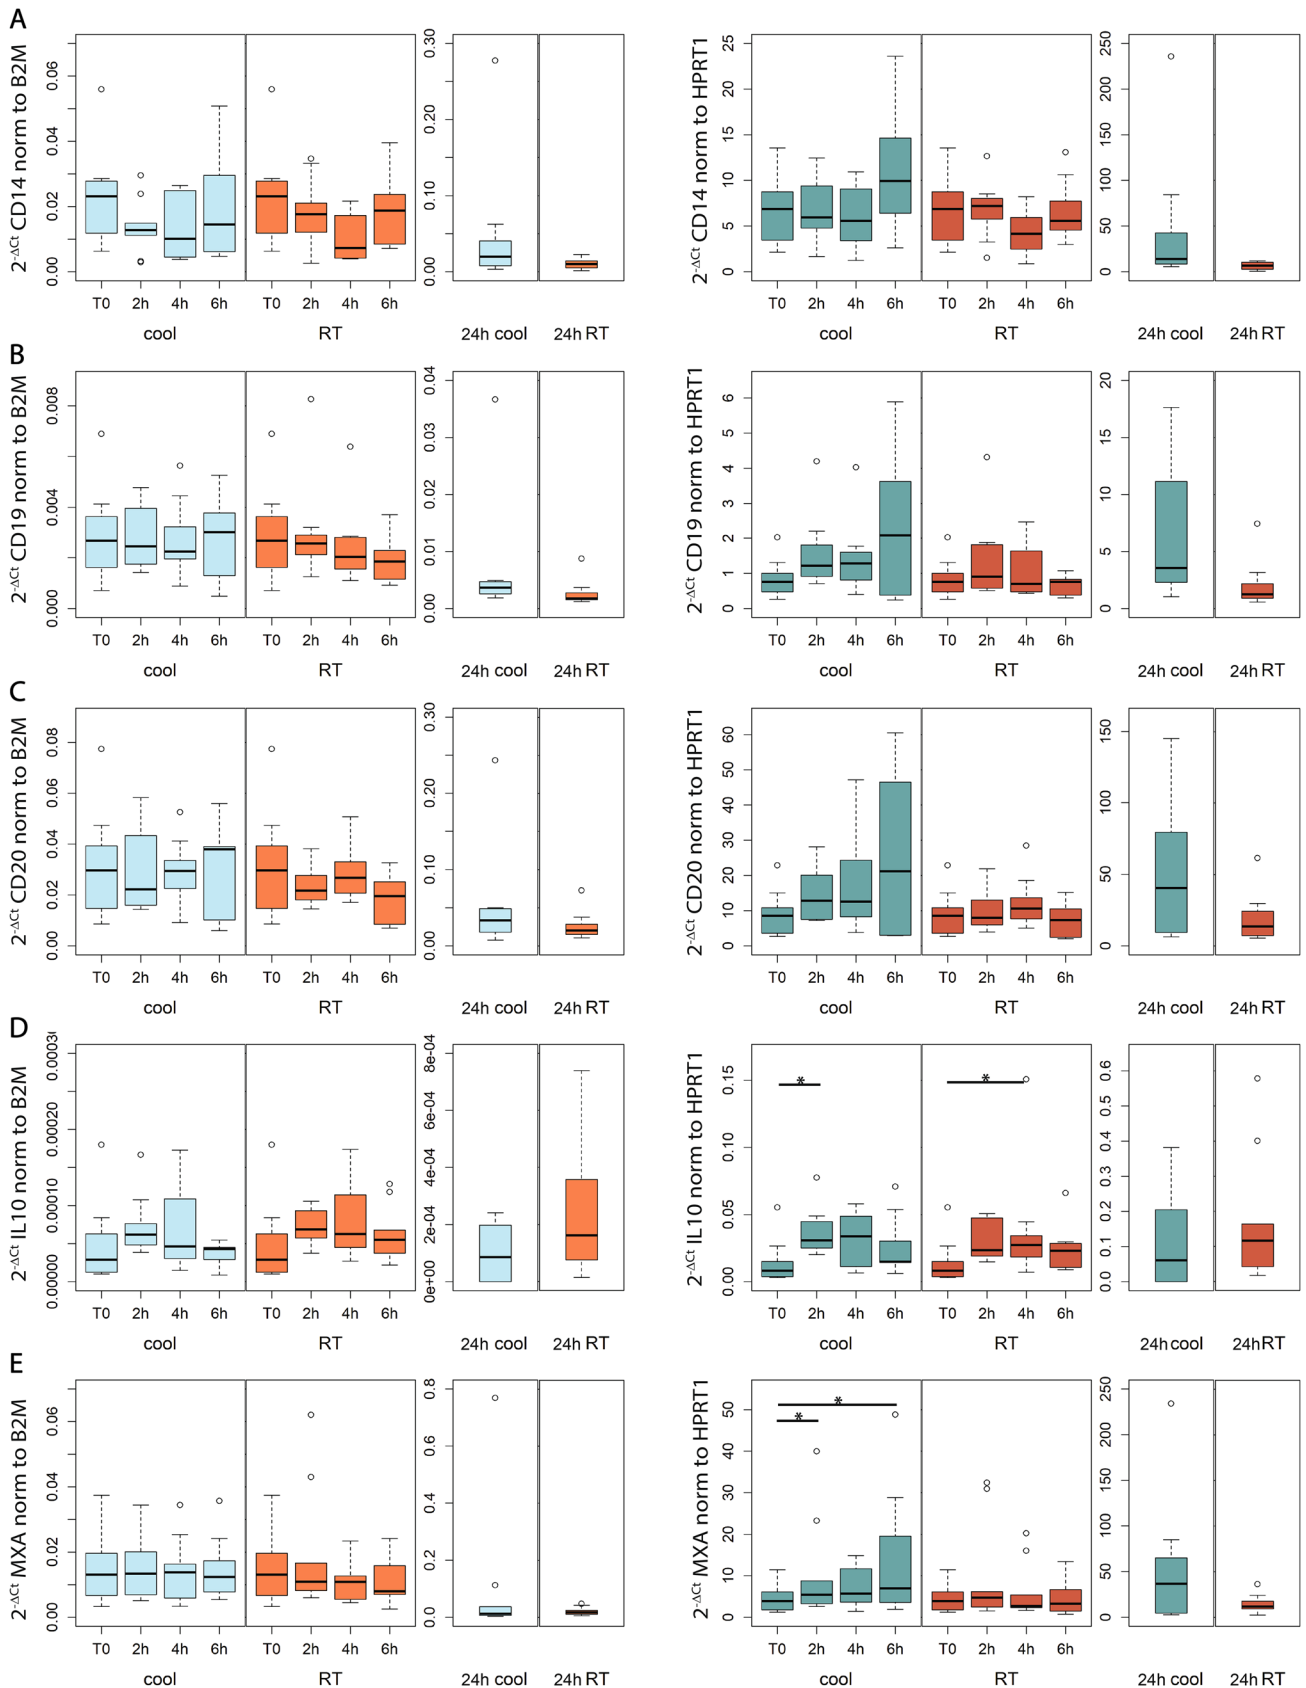 A
2-ΔCt CD14 norm to B2M
0.00 0.02 0.04 0.06
T0 2h 4h 6h T0 2h 4h 6h
cool RT
0.00 0.10 0.20 0.30
24h cool 24h RT
2-ΔCt CD14 norm to HPRT1
0 5 10 15 20 25
T0 2h 4h 6h T0 2h 4h 6h
cool RT
0 50 100 150 200 250
24h cool 24h RT
B
2-ΔCt CD19 norm to B2M
0.000 0.004 0.008
T0 2h 4h 6h T0 2h 4h 6h
cool RT
0.00 0.01 0.02 0.03 0.04
24h cool 24h RT
2-ΔCt CD19 norm to HPRT1
0 1 2 3 4 5 6
T0 2h 4h 6h T0 2h 4h 6h
cool RT
0 5 10 15 20
24h cool 24h RT
C
2-ΔCt CD20 norm to B2M
0.00 0.02 0.04 0.06 0.08
T0 2h 4h 6h T0 2h 4h 6h
cool RT
0.00 0.10 0.20 0.30
24h cool 24h RT
2-ΔCt CD20 norm to HPRT1
0 10 20 30 40 50 60
T0 2h 4h 6h T0 2h 4h 6h
cool RT
0 50 100 150
24h cool 24h RT
D
2-ΔCt IL10 norm to B2M
0.00000 0.00010 0.00020 0.0003
T0 2h 4h 6h T0 2h 4h 6h
cool RT
0e+00 2e-04 4e-04 6e-04 8e-04
24h cool 24h RT
2-ΔCt IL10 norm to HPRT1
0.00 0.05 0.10 0.15
* *
T0 2h 4h 6h T0 2h 4h 6h
cool RT
0.0 0.1 0.2 0.3 0.4 0.5 0.6
24h cool 24h RT
E
2-ΔCt MXA norm to B2M
0.00 0.02 0.04 0.06
T0 2h 4h 6h T0 2h 4h 6h
cool RT
0.0 0.2 0.4 0.6 0.8
24h cool 24h RT
2-ΔCt MXA norm to HPRT1
0 10 20 30 40 50
* *
T0 2h 4h 6h T0 2h 4h 6h
cool RT
0 50 100 150 200 250
24h cool 24h RT